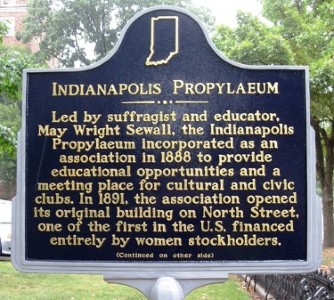 INDIANAPOLIS PROPYLAEUM
Led by suffragist and educator,
May Wright Sewall, the Indianapolis
Propylaeum incorporated as an
association in 1888 to provide
educational opportunities and a
meeting place for cultural and civic
clubs. In 1891, the association opened
its original building on North Street,
one of the first in the U.S. financed
entirely by women stockholders.
(Continued on other side)